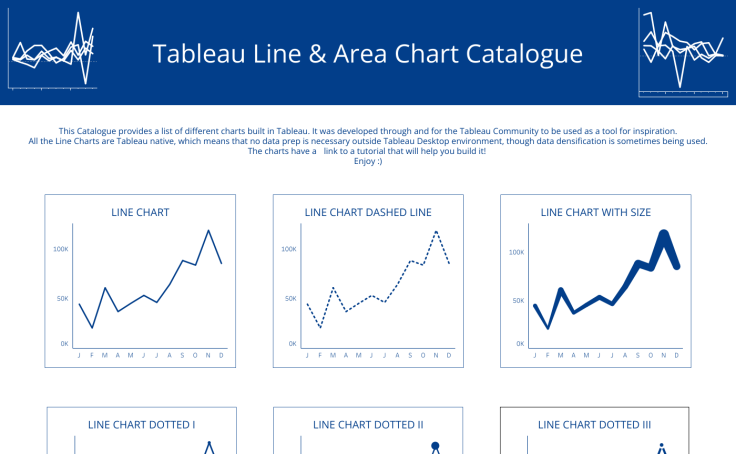 Tableau Line & Area Chart Catalogue
This Catalogue provides a list of different charts built in Tableau. It was developed through and for the Tableau Community to be used as a tool for inspiration.
All the Line Charts are Tableau native, which means that no data prep is necessary outside Tableau Desktop environment, though data densification is sometimes being used.
The charts have a link to a tutorial that will help you build it!
Enjoy :)
LINE CHART
100K
50K
0K
J F M A M J J A S O N D
LINE CHART DASHED LINE
100K
50K
0K
J F M A M J J A S O N D
LINE CHART WITH SIZE
100K
50K
0K
J F M A M J J A S O N D
LINE CHART DOTTED I
LINE CHART DOTTED II
LINE CHART DOTTED III